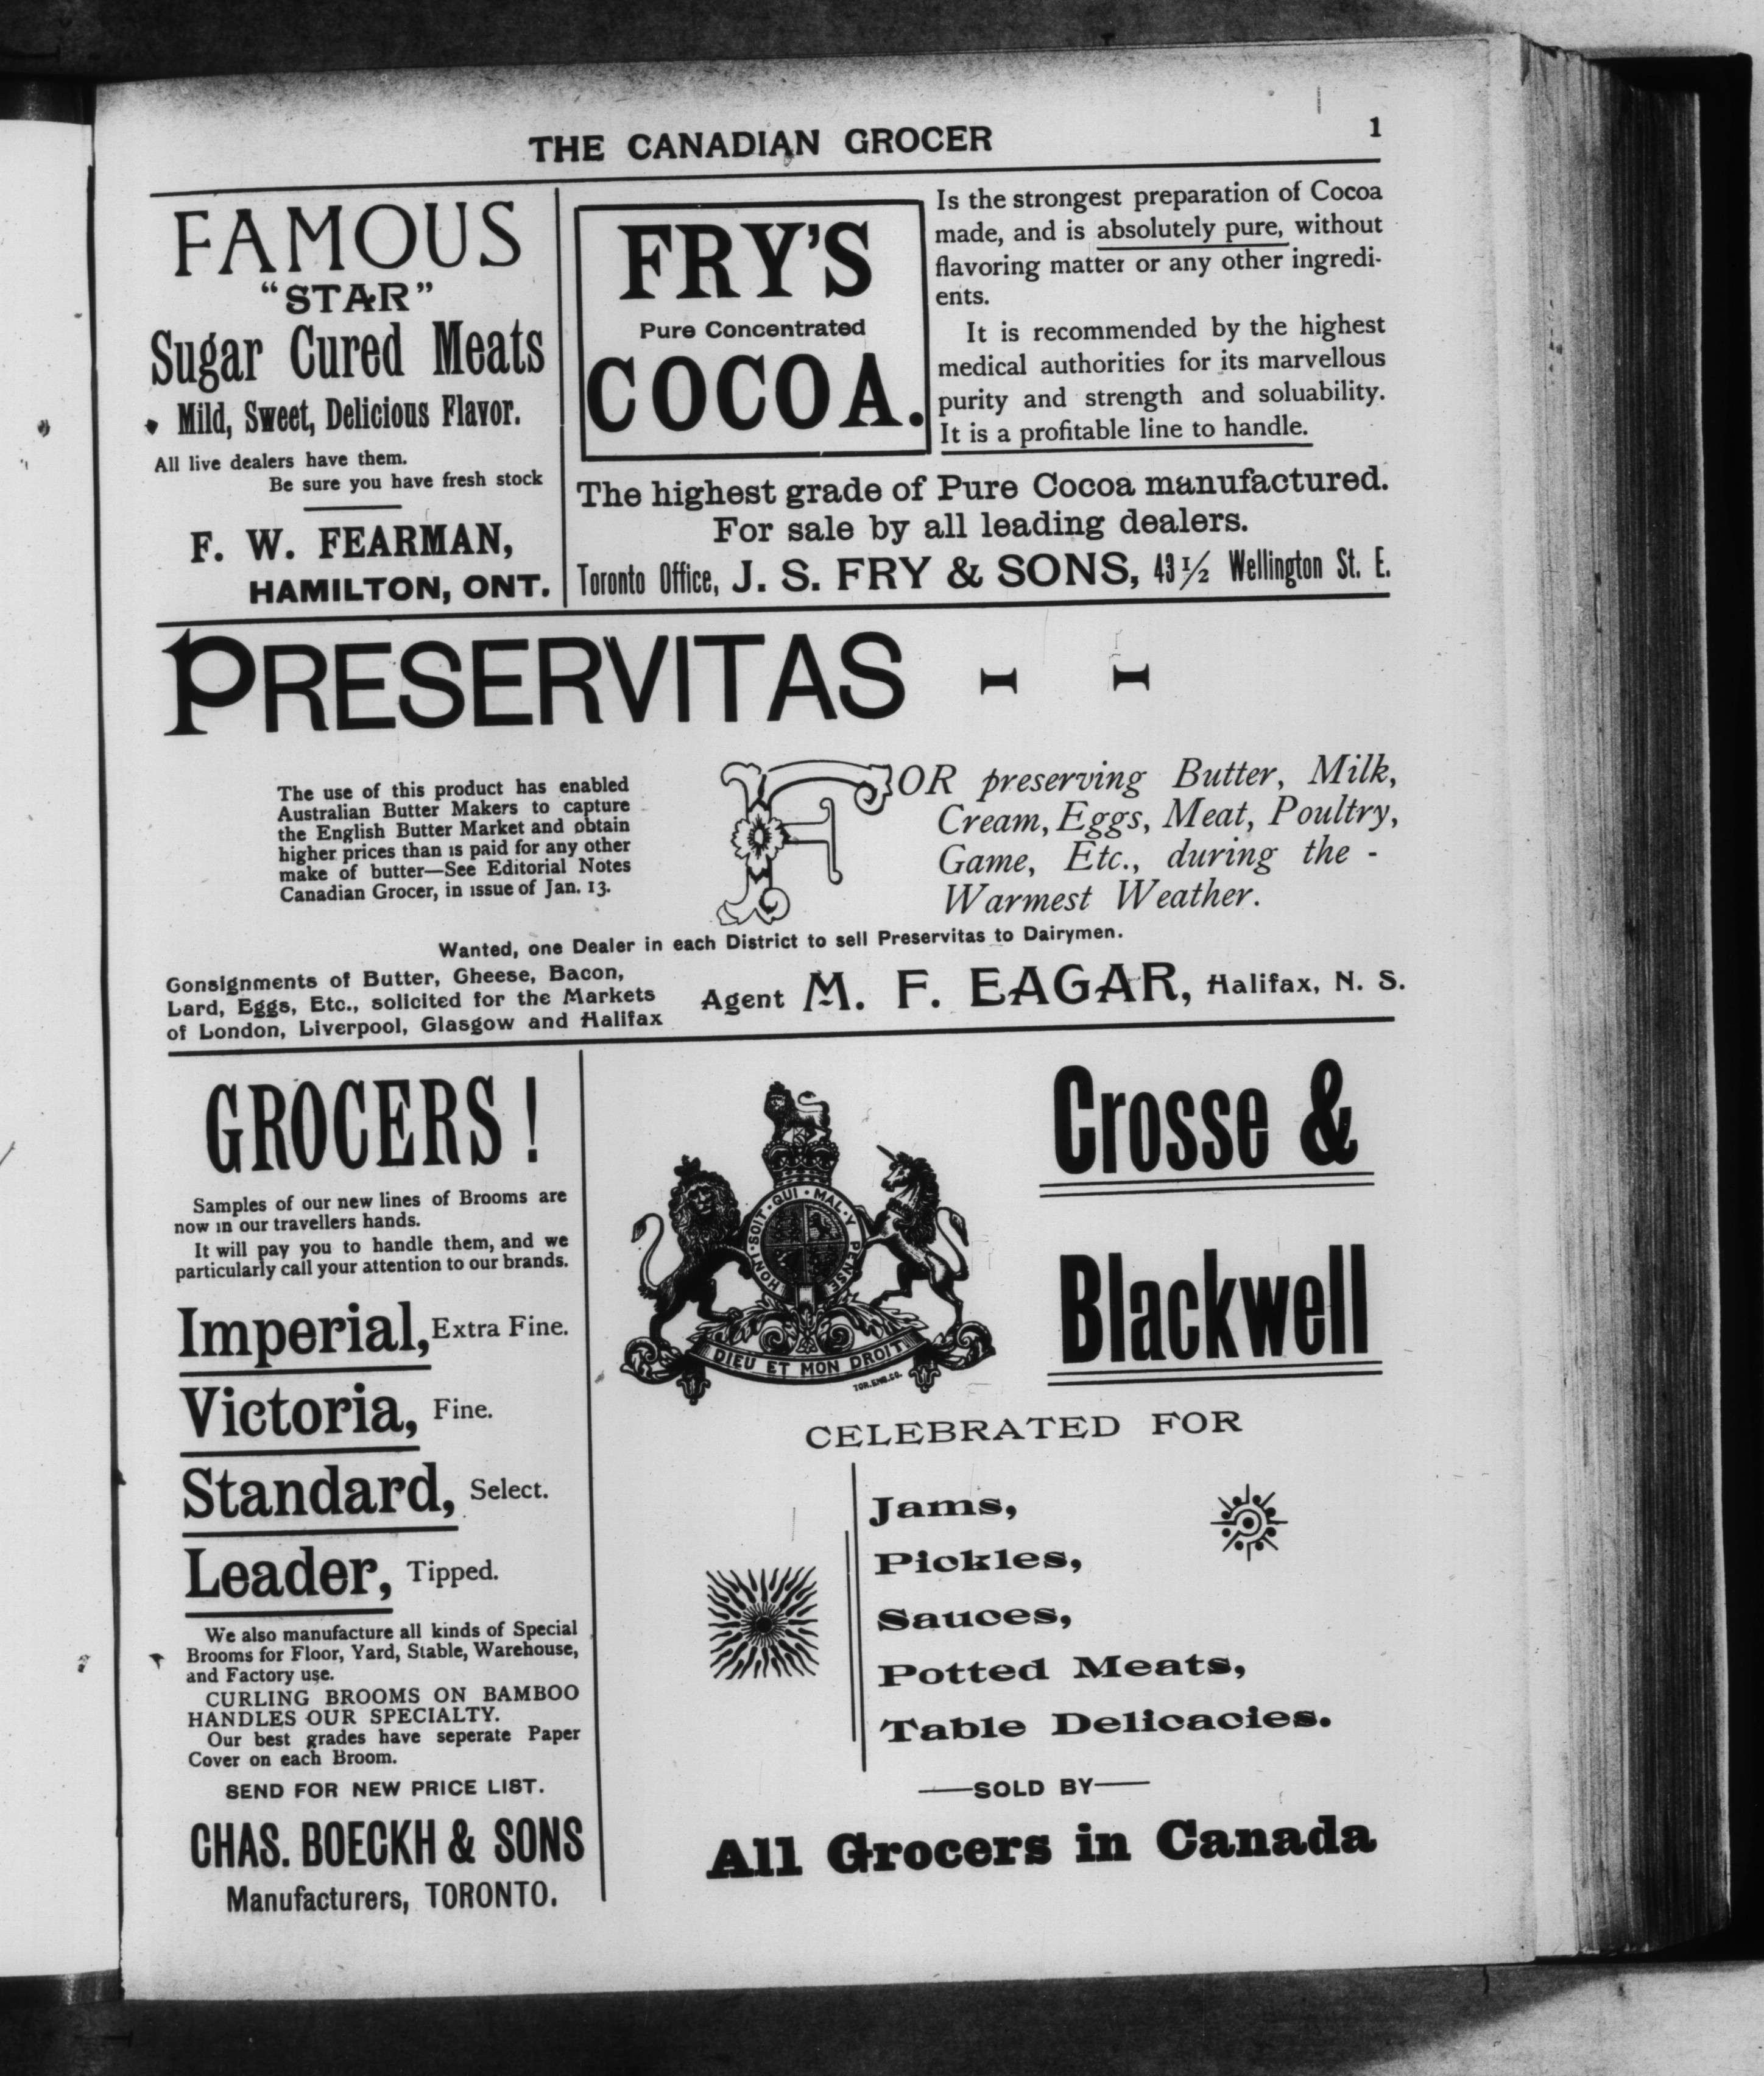 THE CANADIAN GROCER
1
FAMOUS
"STAR"
Sugar Cured Meats
Mild, Sweet, Delicious Flavor.
All live dealers have them.
Be sure you have fresh stock
F. W. FEARMAN,
HAMILTON, ONT.
FRY'S
Pure Concentrated
COCOA.
Is the strongest preparation of Cocoa
made, and is absolutely pure, without
flavoring matter or any other ingredi-
ents.
It is recommended by the highest
medical authorities for its marvellous
purity and strength and soluability.
It is a profitable line to handle.
The highest grade of Pure Cocoa manufactured.
For sale by all leading dealers.
Toronto Office, J. S. FRY & SONS, 43 1/2 Wellington St. E.
PRESERVITAS - -
The use of this product has enabled
Australian Butter Makers to capture
the English Butter Market and obtain
higher prices than is paid for any other
make of butter—See Editorial Notes
Canadian Grocer, in issue of Jan. 13.
FOR preserving Butter, Milk,
Cream, Eggs, Meat, Poultry,
Game, Etc., during the -
Warmest Weather.
Wanted, one Dealer in each District to sell Preservitas to Dairymen.
Consignments of Butter, Cheese, Bacon,
Lard, Eggs, Etc., solicited for the Markets
of London, Liverpool, Glasgow and Halifax
Agent M. F. EAGAR, Halifax, N. S.
GROCERS!
Samples of our new lines of Brooms are
now in our travellers hands.
It will pay you to handle them, and we
particularly call your attention to our brands.
Imperial, Extra Fine.
Victoria, Fine.
Standard, Select.
Leader, Tipped.
We also manufacture all kinds of Special
Brooms for Floor, Yard, Stable, Warehouse,
and Factory use.
CURLING BROOMS ON BAMBOO
HANDLES OUR SPECIALTY.
Our best grades have seperate Paper
Cover on each Broom.
SEND FOR NEW PRICE LIST.
CHAS. BOECKH & SONS
Manufacturers, TORONTO.
HONI·SOIT·QUI·MAL·Y PENSE
DIEU ET MON DROIT
TOR.ENG.CO.
Crosse &
Blackwell
CELEBRATED FOR
Jams,
Pickles,
Sauces,
Potted Meats,
Table Delicacies.
—SOLD BY—
All Grocers in Canada